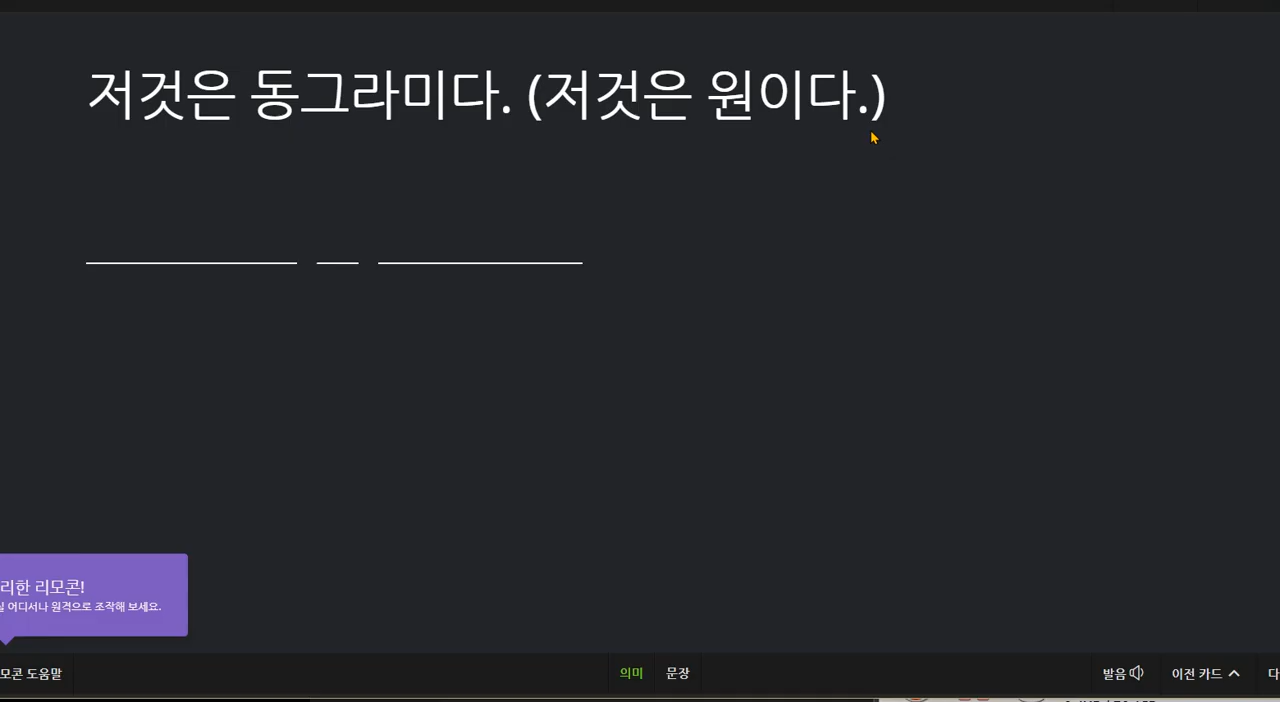 저것은 동그라미다. (저것은 원이다.)
리한 리모콘!
어디서나 원격으로 조작해 보세요.
모콘 도움말
의미
문장
발음
이전 카드
다